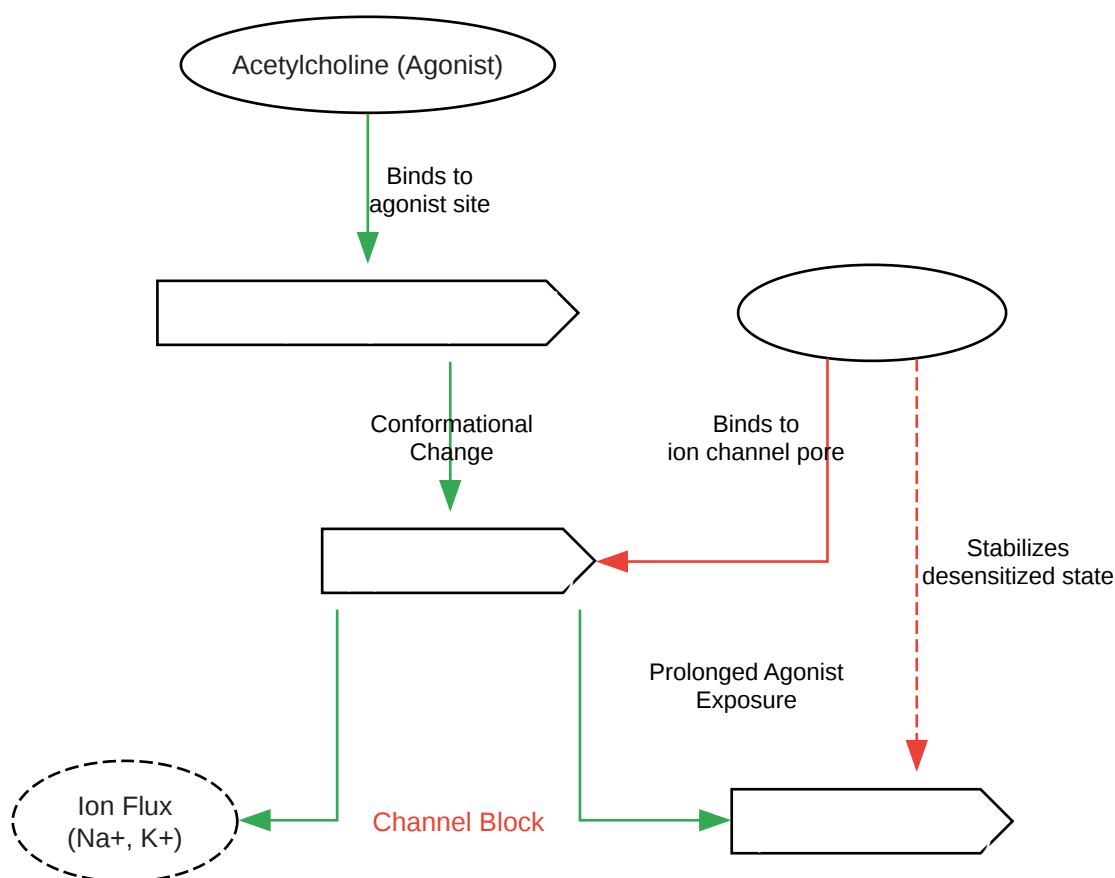 Acetylcholine (Agonist)
Binds to
agonist site
Conformational
Change
Binds to
ion channel pore
Stabilizes
desensitized state
Prolonged Agonist
Exposure
Ion Flux
(Na+, K+)
Channel Block